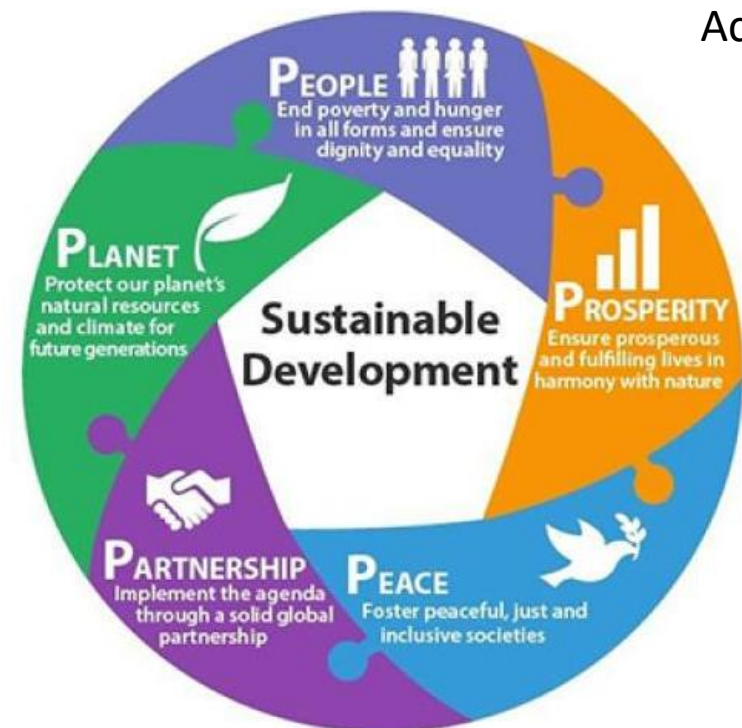 PEOPLE
End poverty and hunger
in all forms and ensure
dignity and equality
PROSPERITY
Ensure prosperous
and fulfilling lives in
harmony with nature
PEACE
Foster peaceful, just and
inclusive societies
PARTNERSHIP
Implement the agenda
through a solid global
partnership
PLANET
Protect our planet's
natural resources
and climate for
future generations
Sustainable
Development